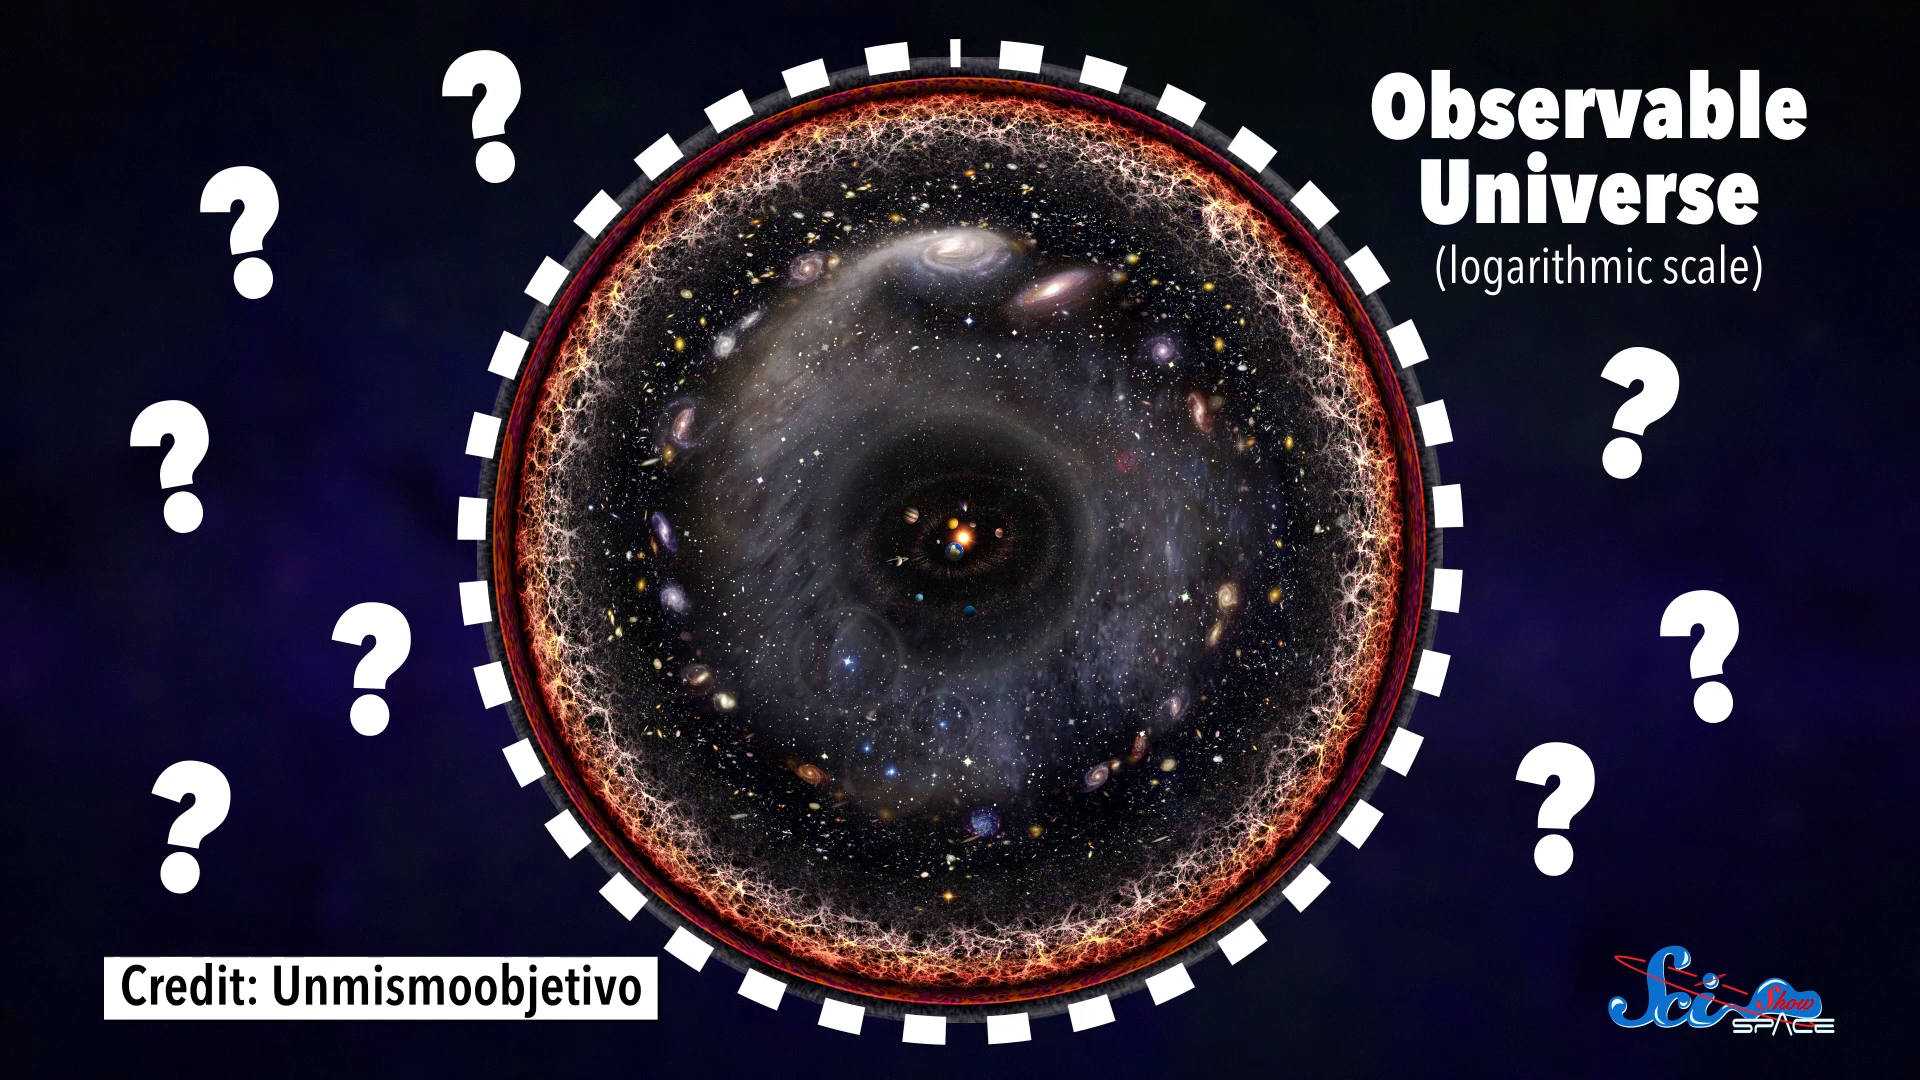 ?
?
?
?
?
?
Observable
Universe
(logarithmic scale)
?
?
?
Credit: Unmismoobjetivo
Sci
Show
SPACE